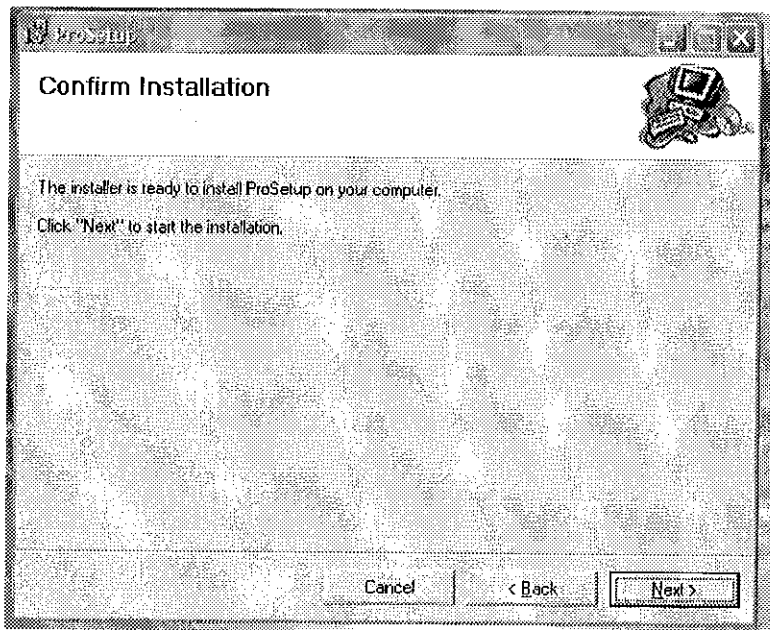 ProSetup
Confirm Installation
The installer is ready to install ProSetup on your computer.
Click "Next" to start the installation.
Cancel
< Back
Next >